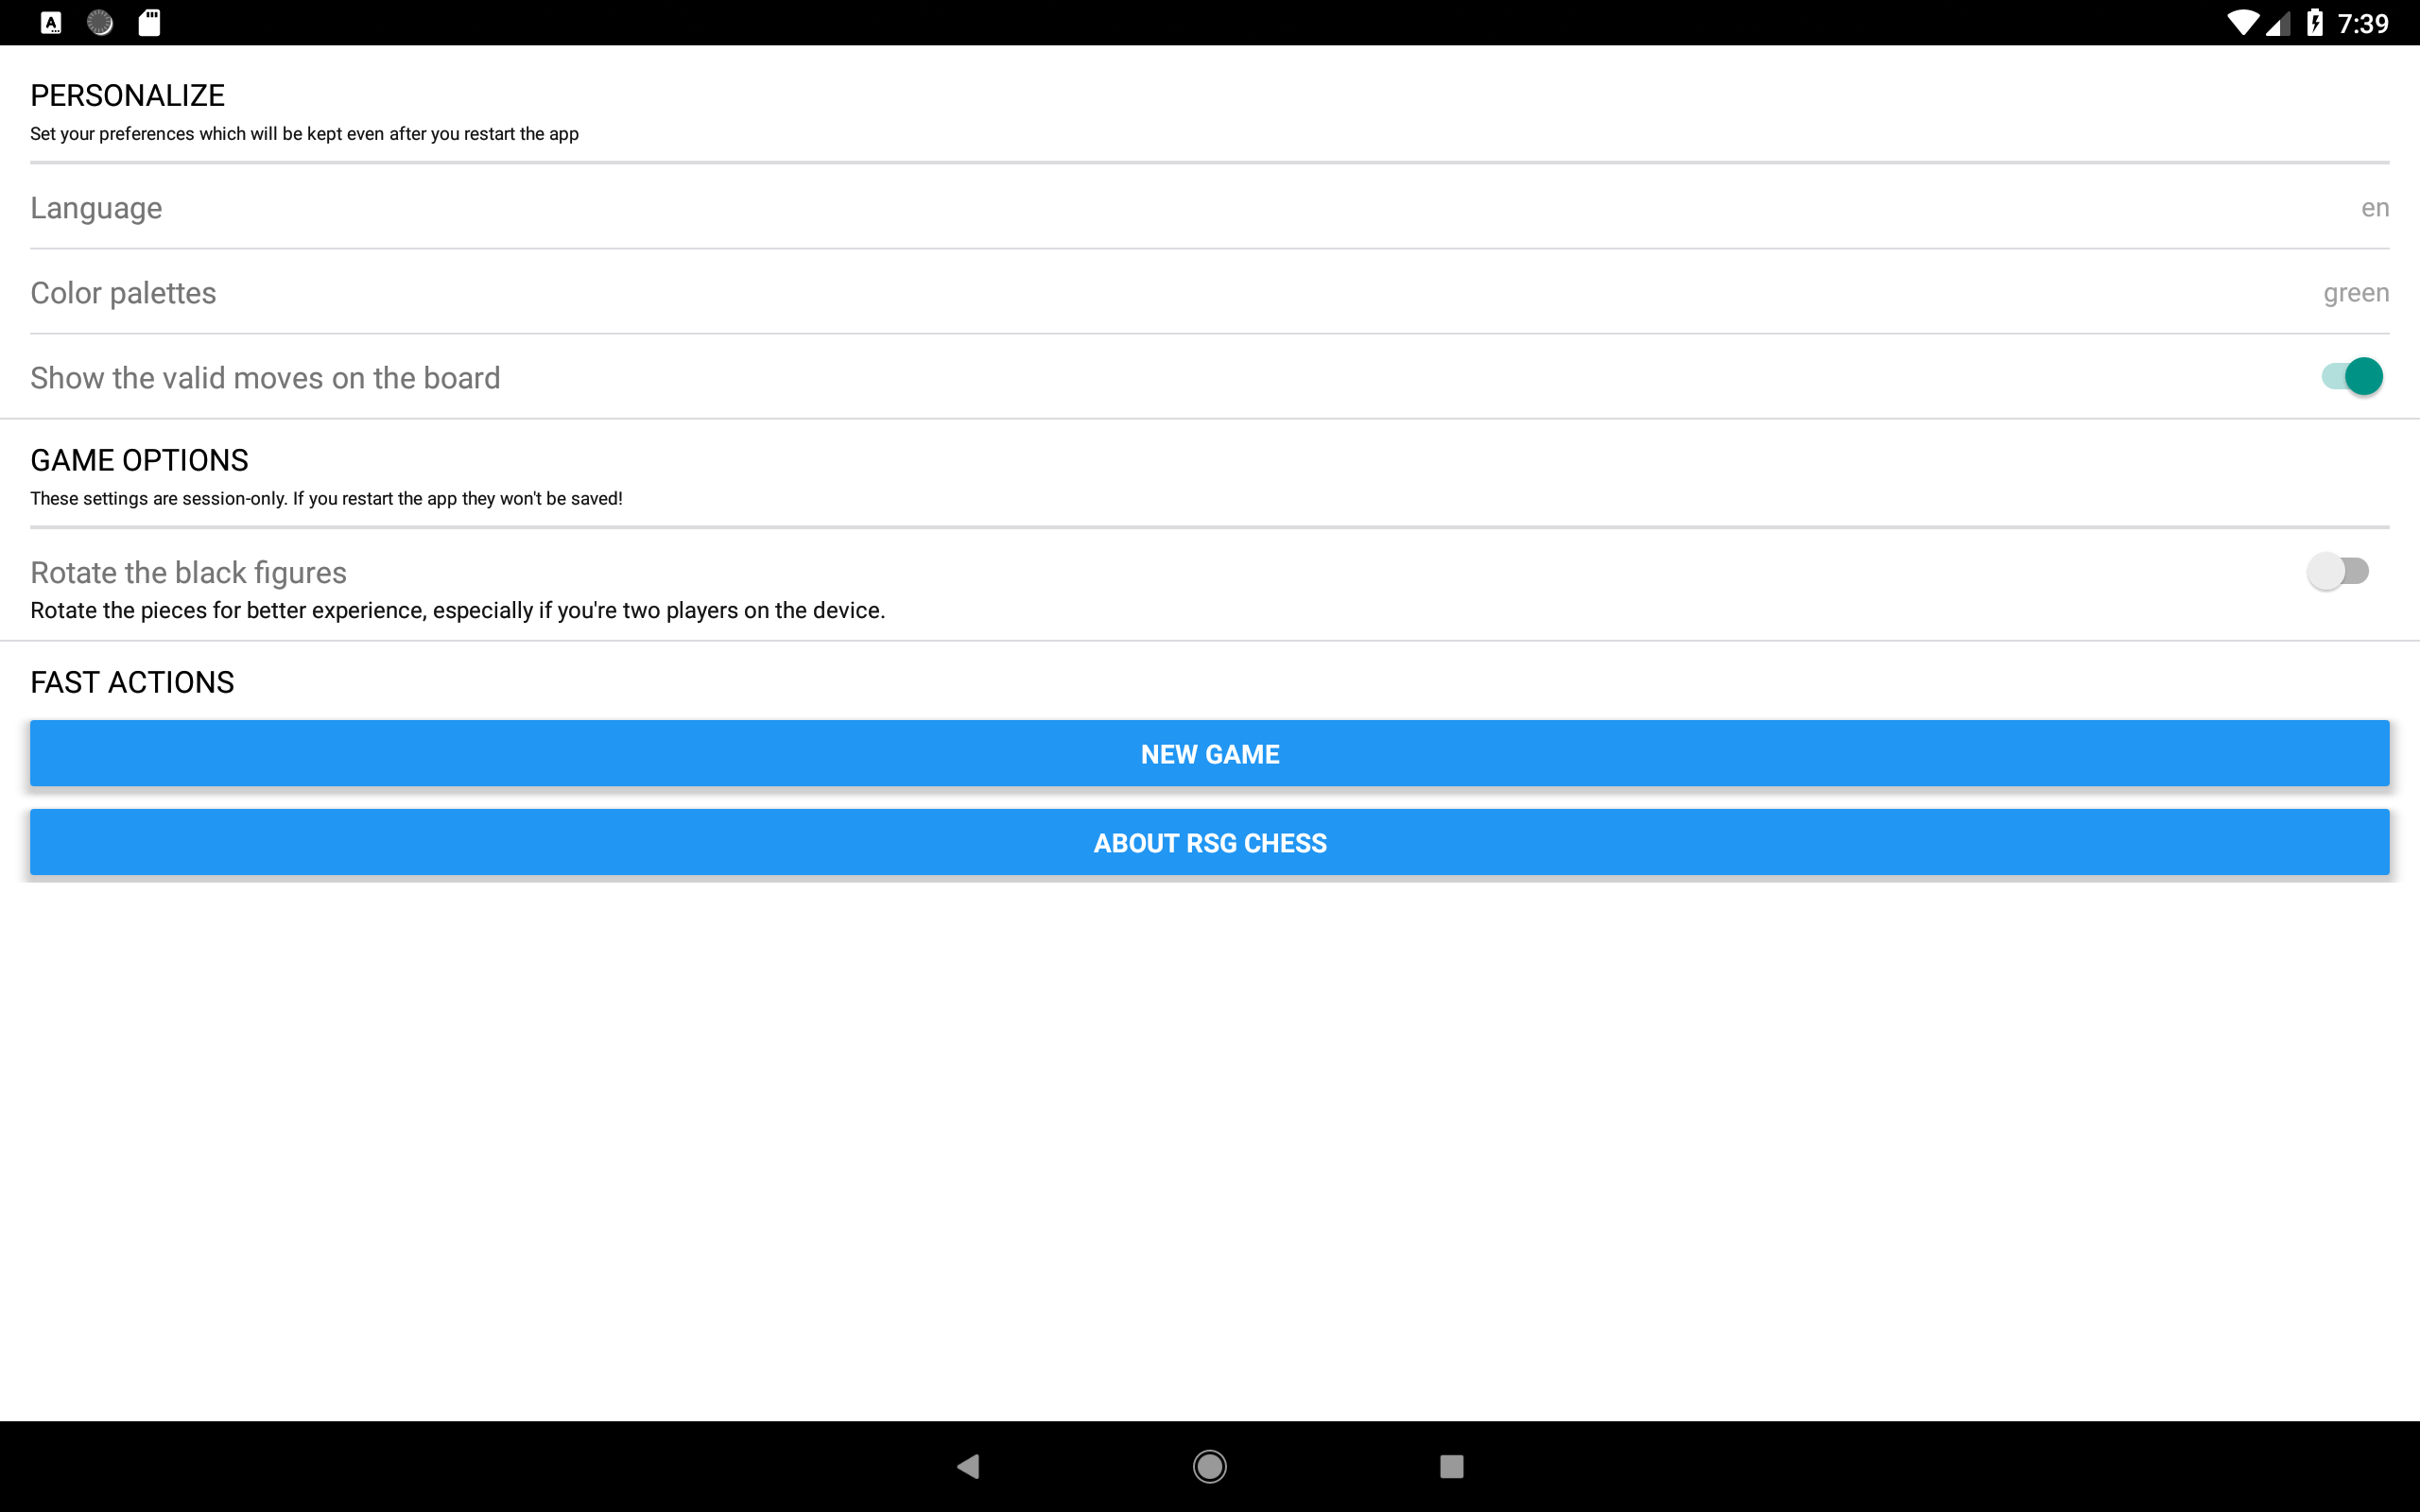 7:39
PERSONALIZE
Set your preferences which will be kept even after you restart the app
Language en
Color palettes green
Show the valid moves on the board
GAME OPTIONS
These settings are session-only. If you restart the app they won't be saved!
Rotate the black figures
Rotate the pieces for better experience, especially if you're two players on the device.
FAST ACTIONS
NEW GAME
ABOUT RSG CHESS